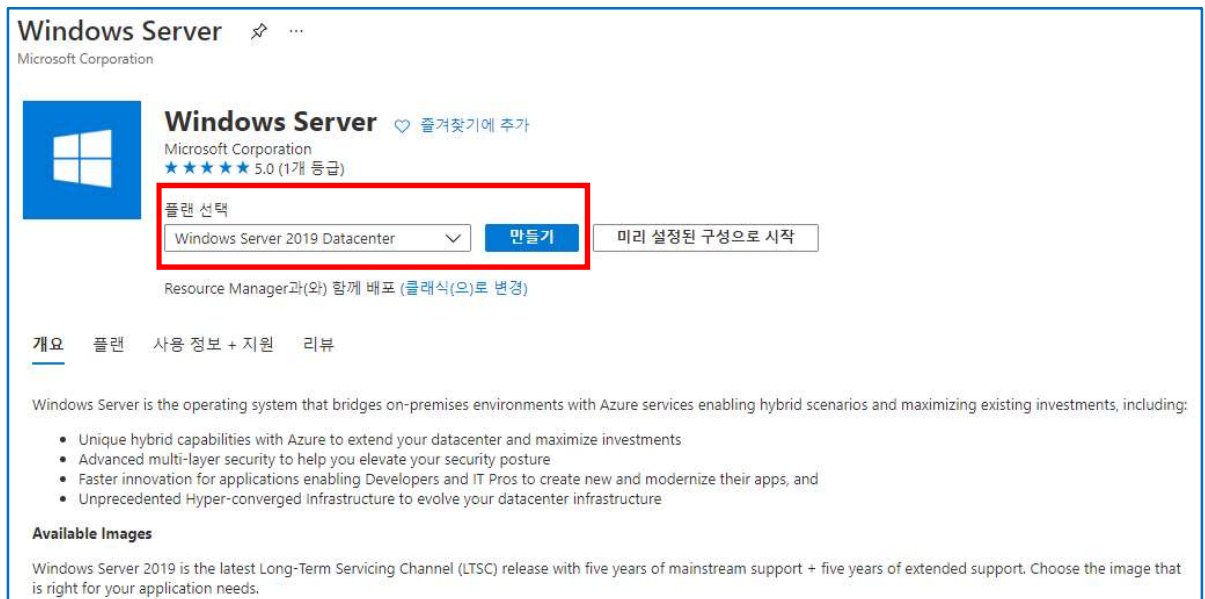 Windows Server
Microsoft Corporation
Windows Server 즐겨찾기에 추가
Microsoft Corporation
★★★★★ 5.0 (1개 등급)
플랜 선택
Windows Server 2019 Datacenter 만들기 미리 설정된 구성으로 시작
Resource Manager과(와) 함께 배포 (클래식(으)로 변경)
개요 플랜 사용 정보 + 지원 리뷰
Windows Server is the operating system that bridges on-premises environments with Azure services enabling hybrid scenarios and maximizing existing investments, including:
• Unique hybrid capabilities with Azure to extend your datacenter and maximize investments
• Advanced multi-layer security to help you elevate your security posture
• Faster innovation for applications enabling Developers and IT Pros to create new and modernize their apps, and
• Unprecedented Hyper-converged Infrastructure to evolve your datacenter infrastructure
Available Images
Windows Server 2019 is the latest Long-Term Servicing Channel (LTSC) release with five years of mainstream support + five years of extended support. Choose the image that
is right for your application needs.